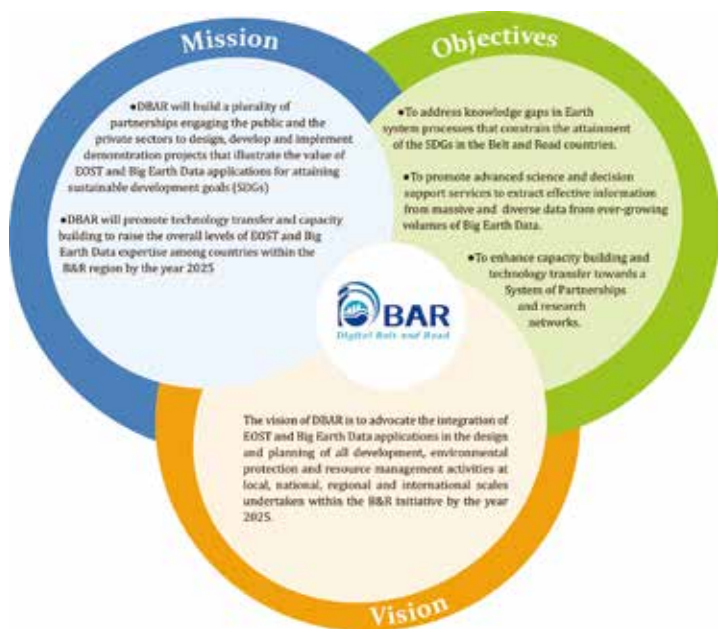 Mission
●DBAR will build a plurality of
partnerships engaging the public and the
private sectors to design, develop and implement
demonstration projects that illustrate the value of
EOST and Big Earth Data applications for attaining
sustainable development goals (SDGs)
●DBAR will promote technology transfer and capacity
building to raise the overall levels of EOST and Big
Earth Data expertise among countries within the
B&R region by the year 2025
Objectives
●To address knowledge gaps in Earth
system processes that constrain the attainment
of the SDGs in the Belt and Road countries.
●To promote advanced science and decision
support services to extract effective information
from massive and diverse data from ever-growing
volumes of Big Earth Data.
●To enhance capacity building and
technology transfer towards a
System of Partnerships
and research
networks.
DBAR
Digital Belt and Road
The vision of DBAR is to advocate the integration of
EOST and Big Earth Data applications in the design
and planning of all development, environmental
protection and resource management activities at
local, national, regional and international scales
undertaken within the B&R initiative by the year
2025.
Vision